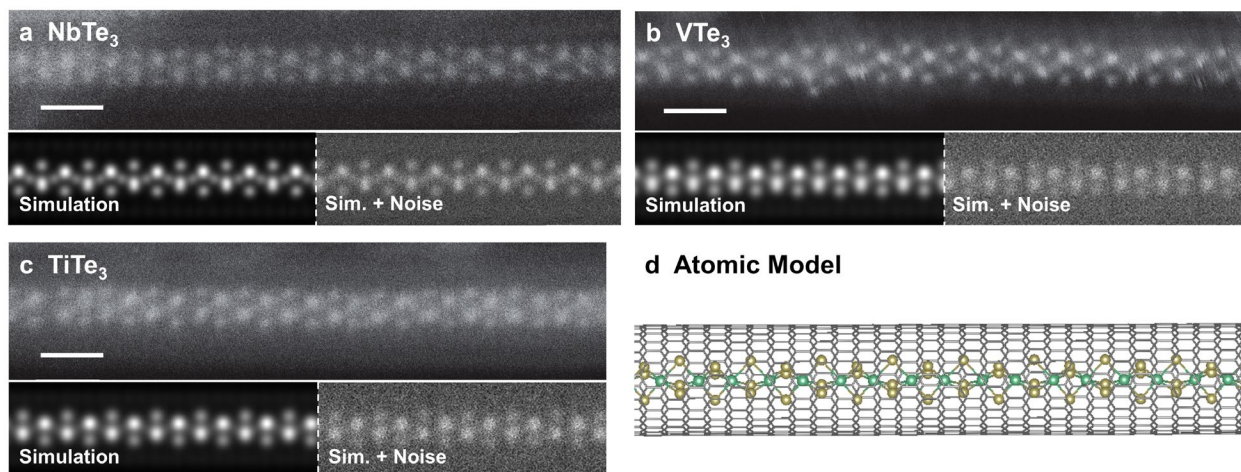 a NbTe₃
Simulation
Sim. + Noise
b VTe₃
Simulation
Sim. + Noise
c TiTe₃
Simulation
Sim. + Noise
d Atomic Model